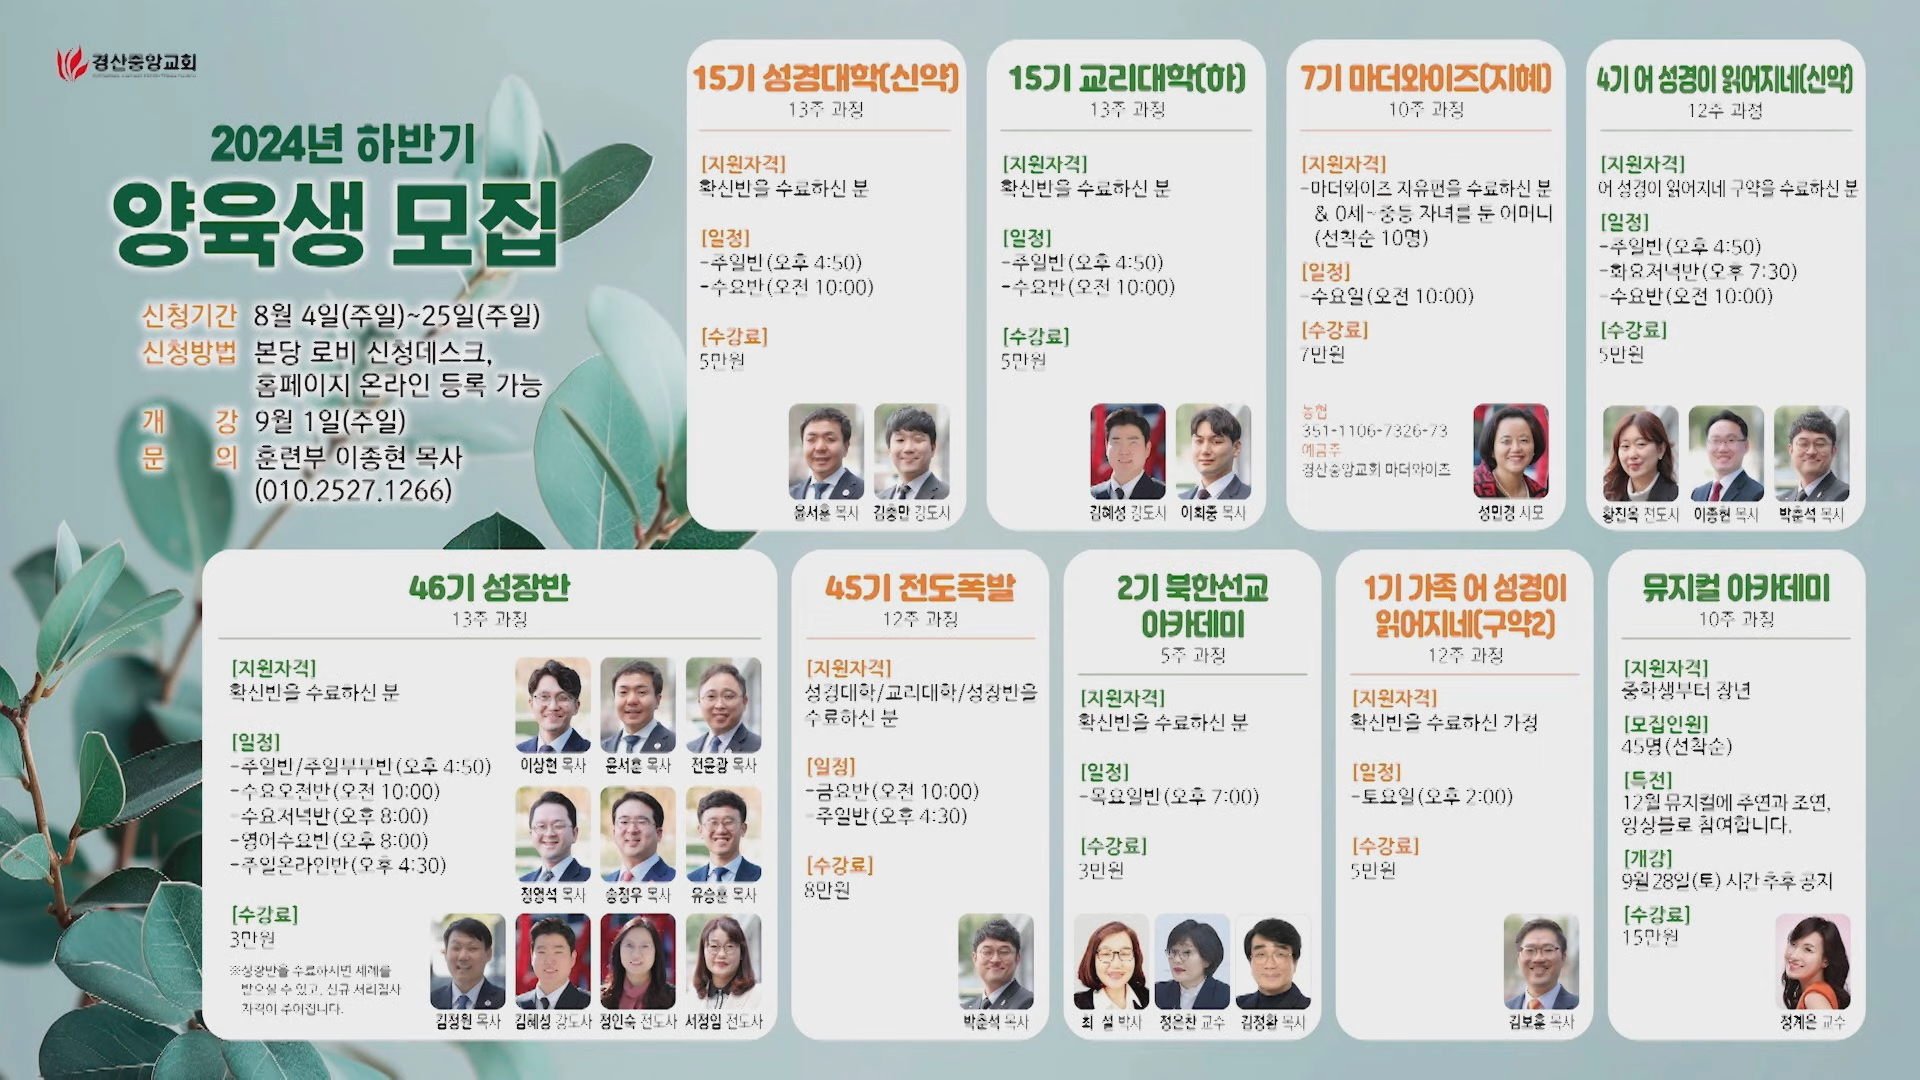 경산중앙교회
2024년 하반기
양육생 모집
신청기간 8월 4일(주일)~25일(주일)
신청방법 본당 로비 신청데스크,
홈페이지 온라인 등록 가능
개 강 9월 1일(주일)
문 의 훈련부 이종현 목사
(010.2527.1266)
15기 성경대학(신약)
13주 과정
[지원자격]
확신반을 수료하신 분
[일정]
-주일반(오후 4:50)
-수요반(오전 10:00)
[수강료]
5만원
윤서훈 목사 김충만 강도사
15기 교리대학(하)
13주 과정
[지원자격]
확신반을 수료하신 분
[일정]
-주일반(오후 4:50)
-수요반(오전 10:00)
[수강료]
5만원
김혜성 강도사 이희중 목사
7기 마더와이즈(지혜)
10주 과정
[지원자격]
-마더와이즈 자유편을 수료하신 분
& 0세~중등 자녀를 둔 어머니
(선착순 10명)
[일정]
-수요일(오전 10:00)
[수강료]
7만원
농협
351-1106-7326-73
예금주
경산중앙교회 마더와이즈
성민경 사모
4기 어 성경이 읽어지네(신약)
12주 과정
[지원자격]
어 성경이 읽어지네 구약을 수료하신 분
[일정]
-주일반(오후 4:50)
-화요저녁반(오후 7:30)
-수요반(오전 10:00)
[수강료]
5만원
황진옥 전도사 이종현 목사 박춘석 목사
46기 성장반
13주 과정
[지원자격]
확신반을 수료하신 분
[일정]
-주일반/주일부부반(오후 4:50)
-수요오전반(오전 10:00)
-수요저녁반(오후 8:00)
-영어수요반(오후 8:00)
-주일온라인반(오후 4:30)
[수강료]
3만원
※성장반을 수료하시면 세례를
받으실 수 있고, 신규 서리집사
자격이 주어집니다.
이상현 목사 윤서훈 목사 전윤광 목사
정영석 목사 송정우 목사 유승훈 목사
김정원 목사 김혜성 강도사 정인숙 전도사 서정임 전도사
45기 전도폭발
12주 과정
[지원자격]
성경대학/교리대학/성장반을
수료하신 분
[일정]
-금요반(오전 10:00)
-주일반(오후 4:30)
[수강료]
8만원
박춘석 목사
2기 북한선교
아카데미
5주 과정
[지원자격]
확신반을 수료하신 분
[일정]
-목요일반(오후 7:00)
[수강료]
3만원
최 설 박사 정은찬 교수 김정환 목사
1기 가족 어 성경이
읽어지네(구약2)
12주 과정
[지원자격]
확신반을 수료하신 가정
[일정]
-토요일(오후 2:00)
[수강료]
5만원
김보훈 목사
뮤지컬 아카데미
10주 과정
[지원자격]
중학생부터 장년
[모집인원]
45명(선착순)
[특전]
12월 뮤지컬에 주연과 조연,
앙상블로 참여합니다.
[개강]
9월28일(토) 시간 추후 공지
[수강료]
15만원
정계은 교수